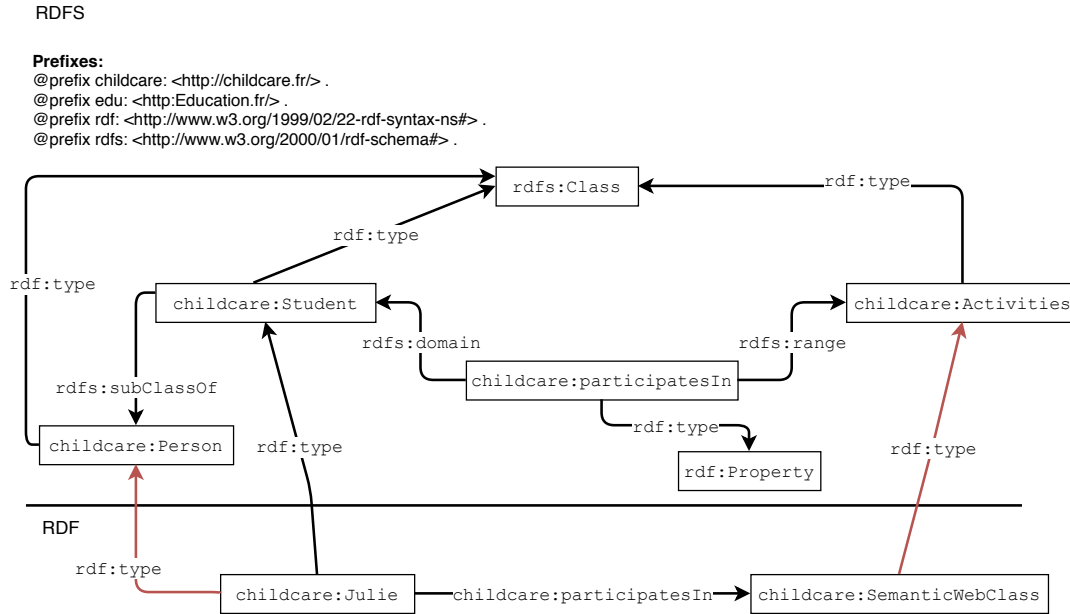 RDFS
Prefixes:
@prefix childcare: <http://childcare.fr/> .
@prefix edu: <http:Education.fr/> .
@prefix rdf: <http://www.w3.org/1999/02/22-rdf-syntax-ns#> .
@prefix rdfs: <http://www.w3.org/2000/01/rdf-schema#> .
rdfs:Class
rdf:type
rdf:type
rdf:type
childcare:Student
childcare:Activities
rdfs:domain
rdfs:range
childcare:participatesIn
rdfs:subClassOf
rdf:type
childcare:Person
rdf:type
rdf:type
rdf:Property
RDF
rdf:type
childcare:Julie
childcare:participatesIn
childcare:SemanticWebClass